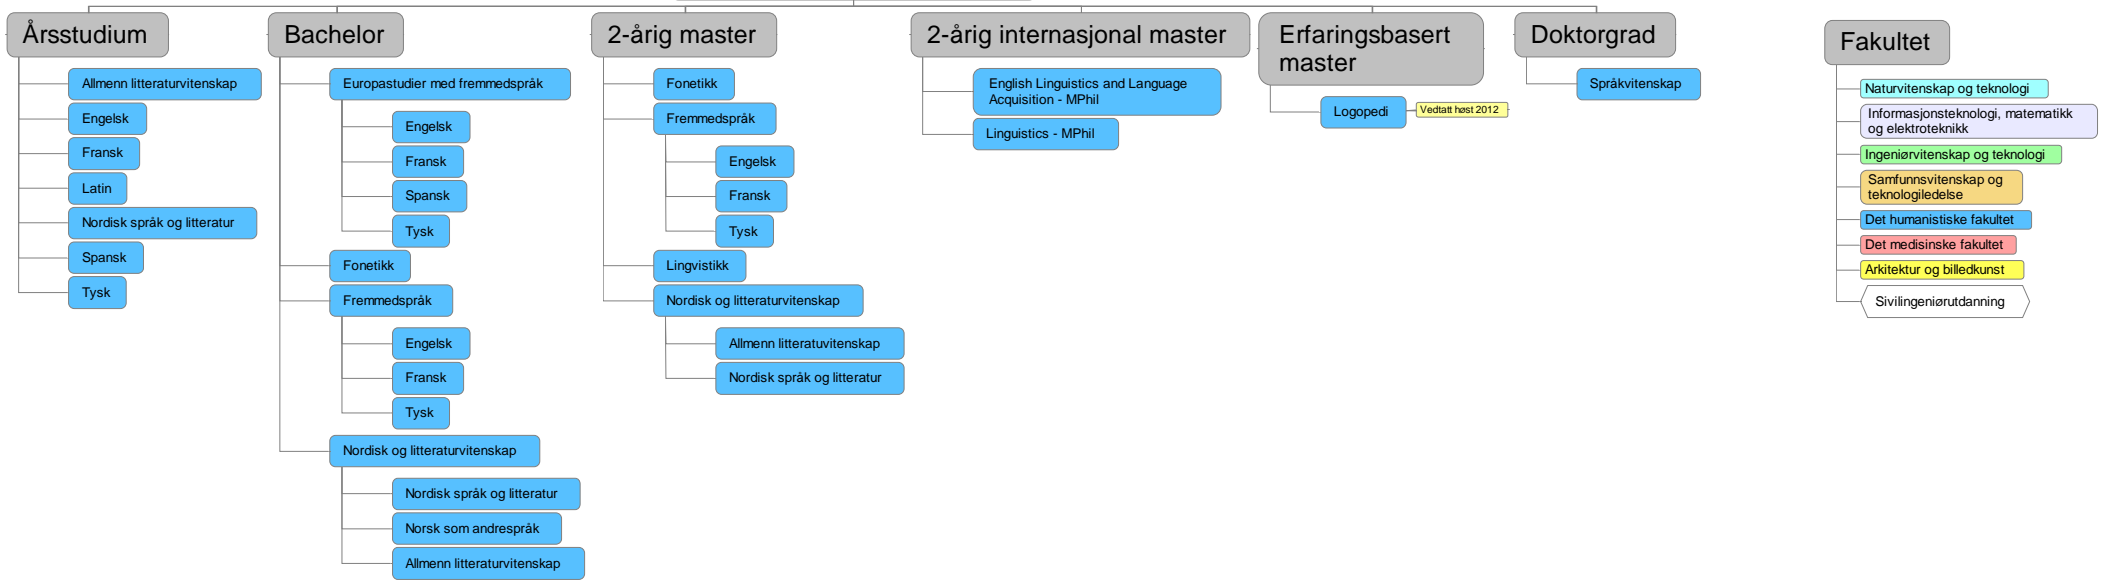 Årsstudium
Allmenn litteraturvitenskap
Engelsk
Fransk
Latin
Nordisk språk og litteratur
Spansk
Tysk
Bachelor
Europastudier med fremmedspråk
Engelsk
Fransk
Spansk
Tysk
Fonetikk
Fremmedspråk
Engelsk
Fransk
Tysk
Nordisk og litteraturvitenskap
Nordisk språk og litteratur
Norsk som andrespråk
Allmenn litteraturvitenskap
2-årig master
Fonetikk
Fremmedspråk
Engelsk
Fransk
Tysk
Lingvistikk
Nordisk og litteraturvitenskap
Allmenn litteratuvitenskap
Nordisk språk og litteratur
2-årig internasjonal master
English Linguistics and Language
Acquisition - MPhil
Linguistics - MPhil
Erfaringsbasert
master
Logopedi
Vedtatt høst 2012
Doktorgrad
Språkvitenskap
Fakultet
Naturvitenskap og teknologi
Informasjonsteknologi, matematikk
og elektroteknikk
Ingeniørvitenskap og teknologi
Samfunnsvitenskap og
teknologiledelse
Det humanistiske fakultet
Det medisinske fakultet
Arkitektur og billedkunst
Sivilingeniørutdanning